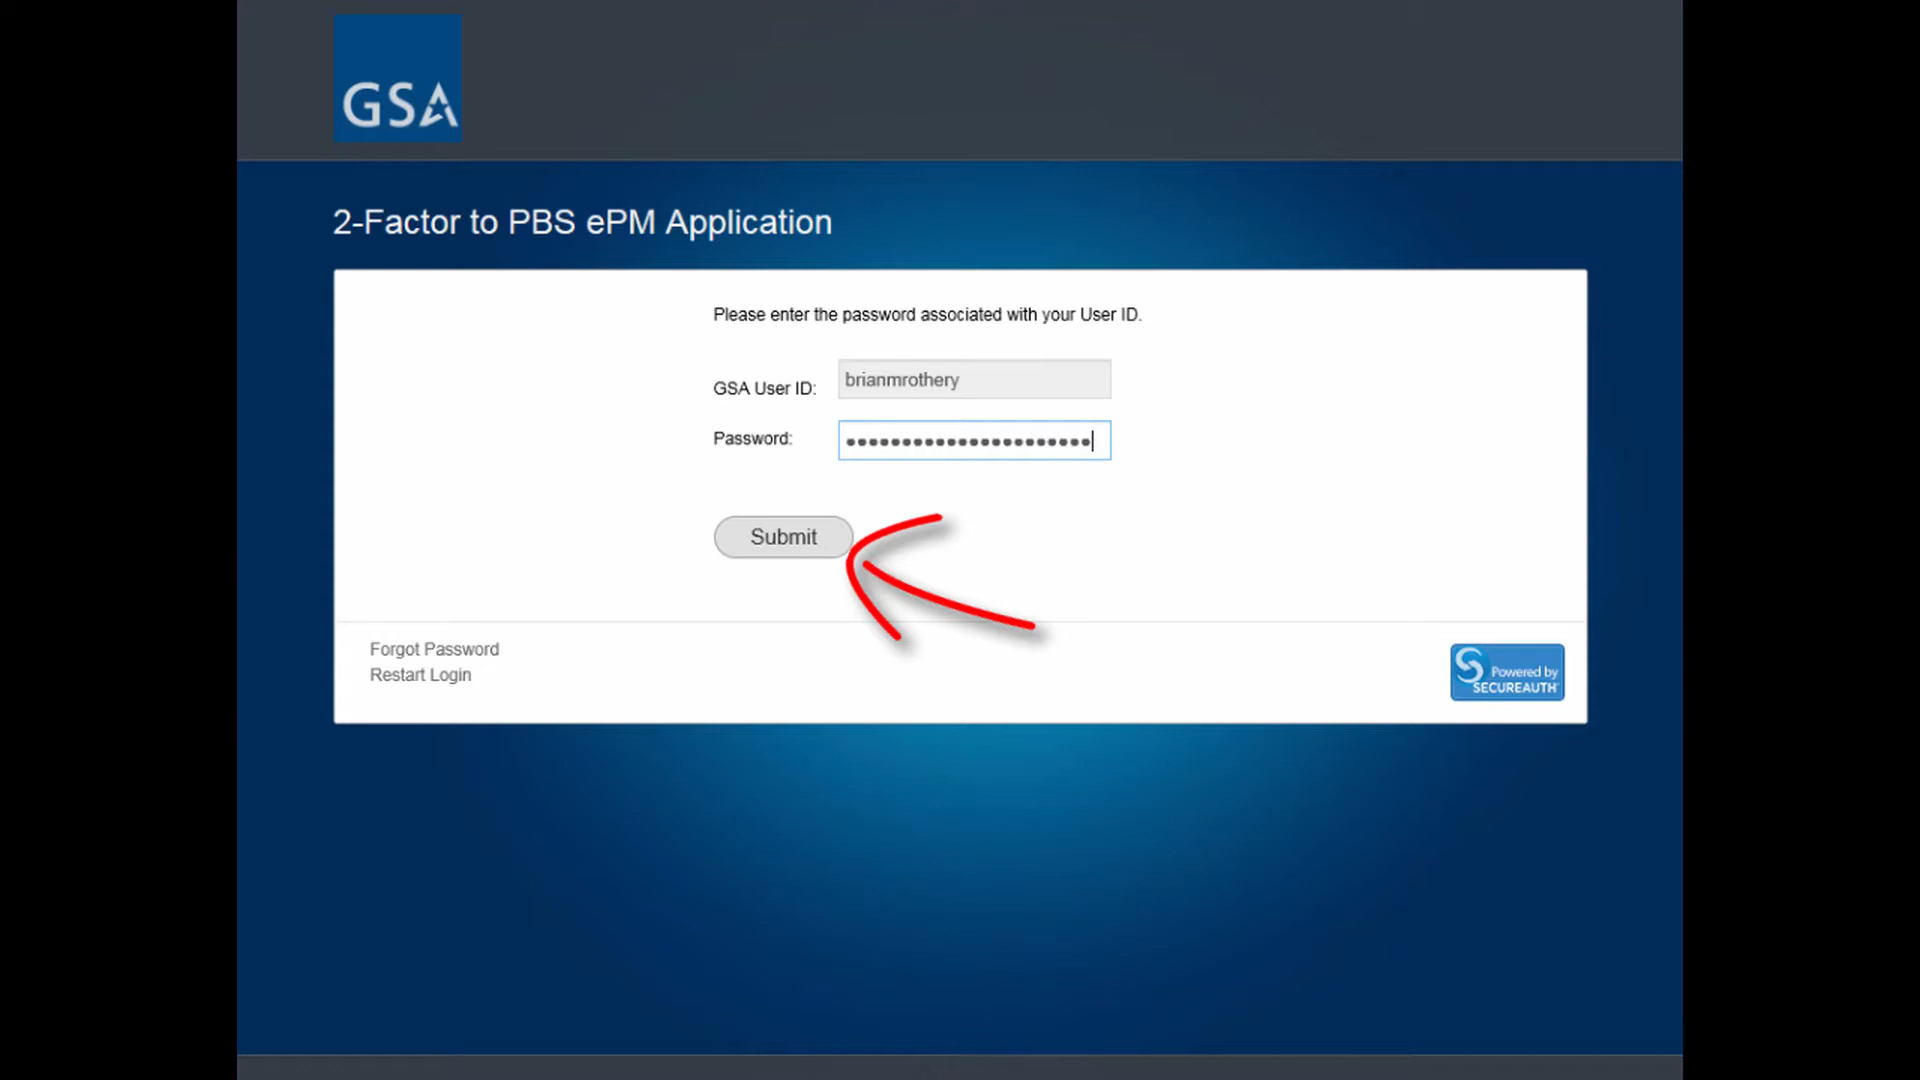 GSA
2-Factor to PBS ePM Application
Please enter the password associated with your User ID.
GSA User ID: brianmrothery
Password: ••••••••••••••••••••••
Submit
Forgot Password
Restart Login
Powered by
SECUREAUTH